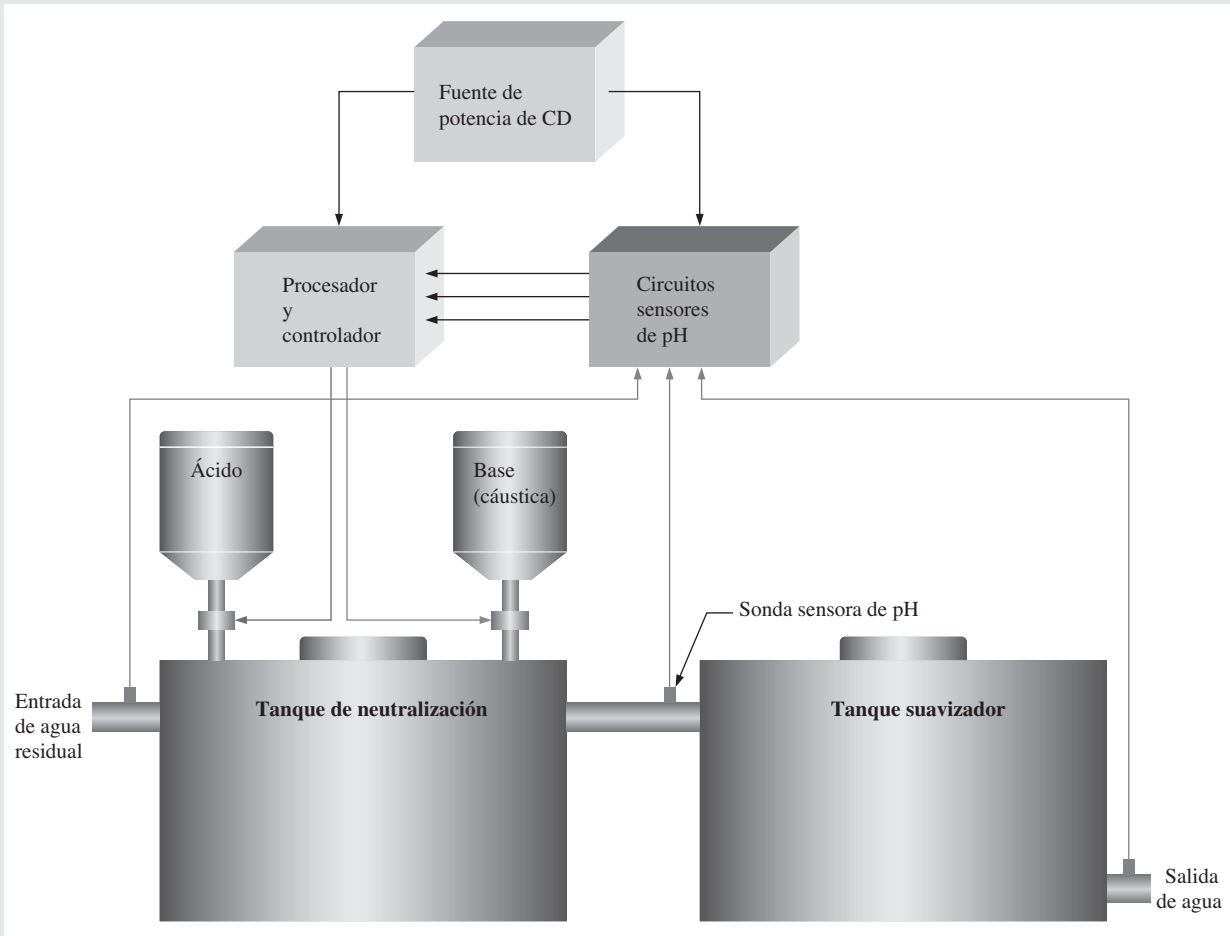 Fuente de
potencia de CD
Procesador
y
controlador
Circuitos
sensores
de pH
Ácido
Base
(cáustica)
Sonda sensora de pH
Entrada
de agua
residual
Tanque de neutralización
Tanque suavizador
Salida
de agua